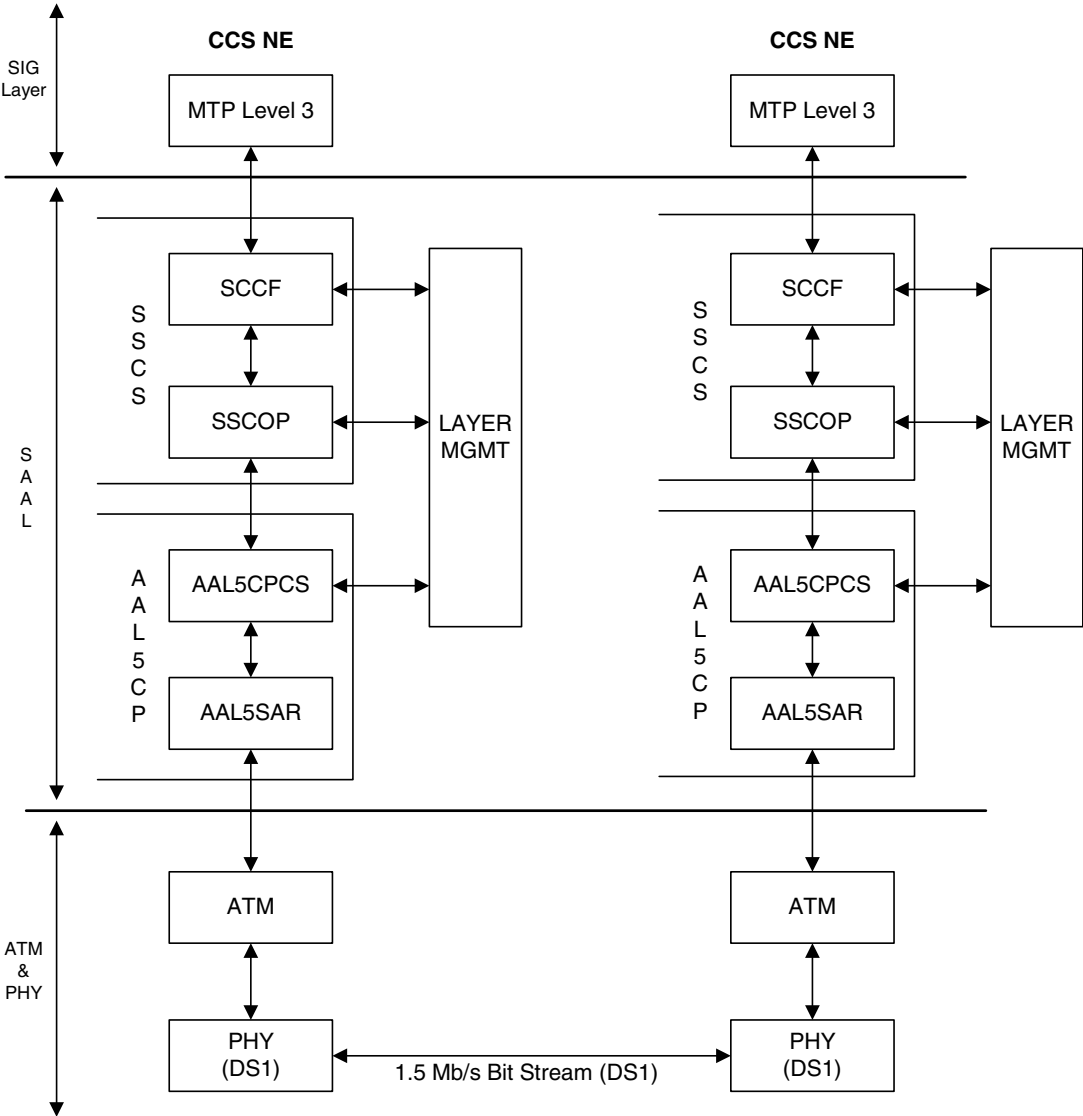 CCS NE
CCS NE
SIG
Layer
MTP Level 3
MTP Level 3
SCCF
SCCF
S
S
C
S
S
S
C
S
SSCOP
SSCOP
LAYER
MGMT
LAYER
MGMT
S
A
A
L
AAL5CPCS
AAL5CPCS
A
A
L
5
C
P
A
A
L
5
C
P
AAL5SAR
AAL5SAR
ATM
ATM
ATM
&
PHY
PHY
(DS1)
1.5 Mb/s Bit Stream (DS1)
PHY
(DS1)